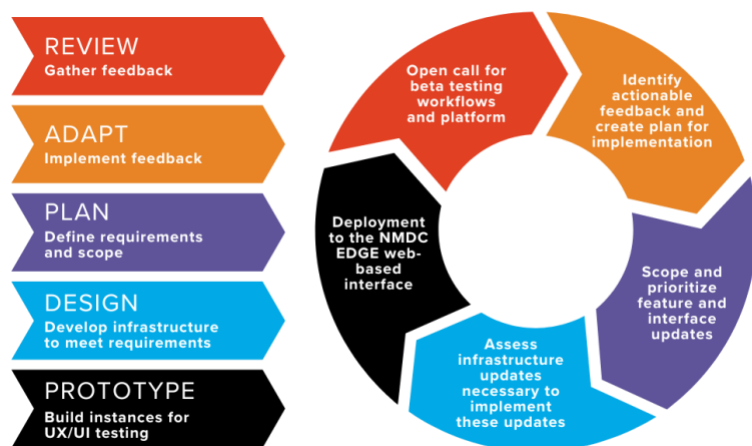 REVIEW
Gather feedback
ADAPT
Implement feedback
PLAN
Define requirements
and scope
DESIGN
Develop infrastructure
to meet requirements
PROTOTYPE
Build instances for
UX/UI testing
Open call for
beta testing
workflows
and platform
Identify
actionable
feedback and
create plan for
implementation
Scope and
prioritize
feature and
interface
updates
Assess
infrastructure
updates
necessary to
implement
these updates
Deployment
to the NMDC
EDGE web-
based
interface